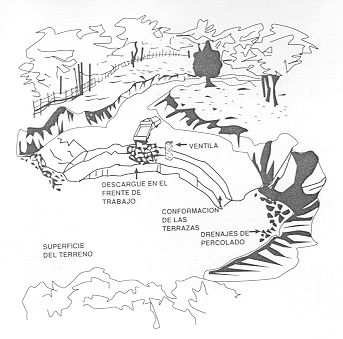 VENTILA
DESCARGUE EN EL
FRENTE DE
TRABAJO
CONFORMACION
DE LAS
TERRAZAS
DRENAJES DE
PERCOLADO
SUPERFICIE
DEL TERRENO